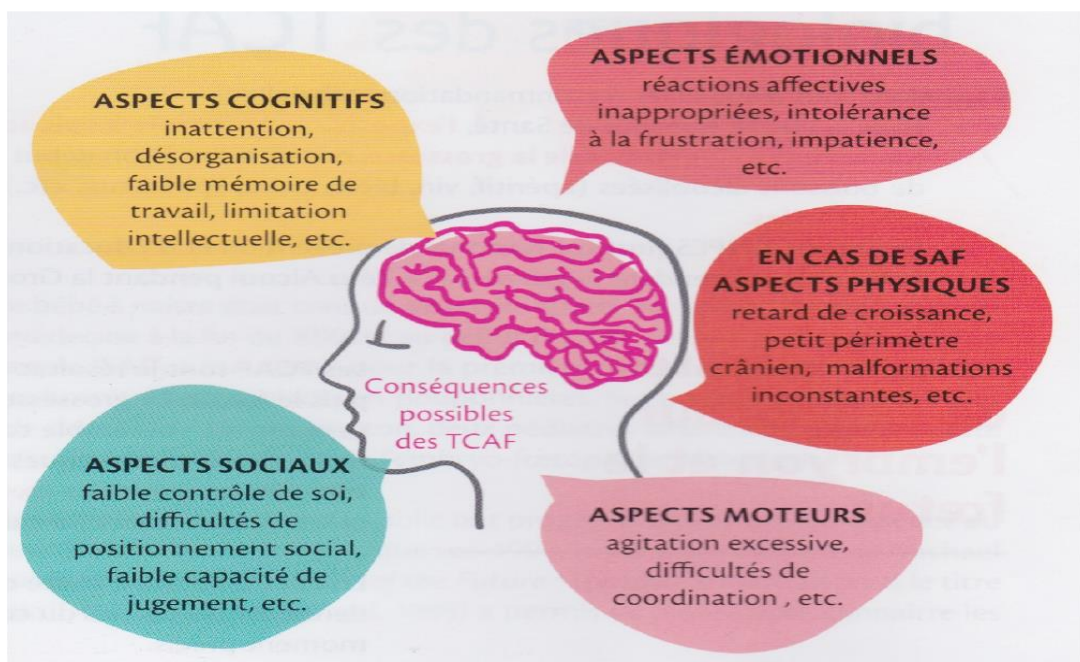 ASPECTS COGNITIFS
inattention,
désorganisation,
faible mémoire de
travail, limitation
intellectuelle, etc.
ASPECTS ÉMOTIONNELS
réactions affectives
inappropriées, intolérance
à la frustration, impatience,
etc.
EN CAS DE SAF
ASPECTS PHYSIQUES
retard de croissance,
petit périmètre
crânien, malformations
inconstantes, etc.
Conséquences
possibles
des TCAF
ASPECTS SOCIAUX
faible contrôle de soi,
difficultés de
positionnement social,
faible capacité de
jugement, etc.
ASPECTS MOTEURS
agitation excessive,
difficultés de
coordination , etc.